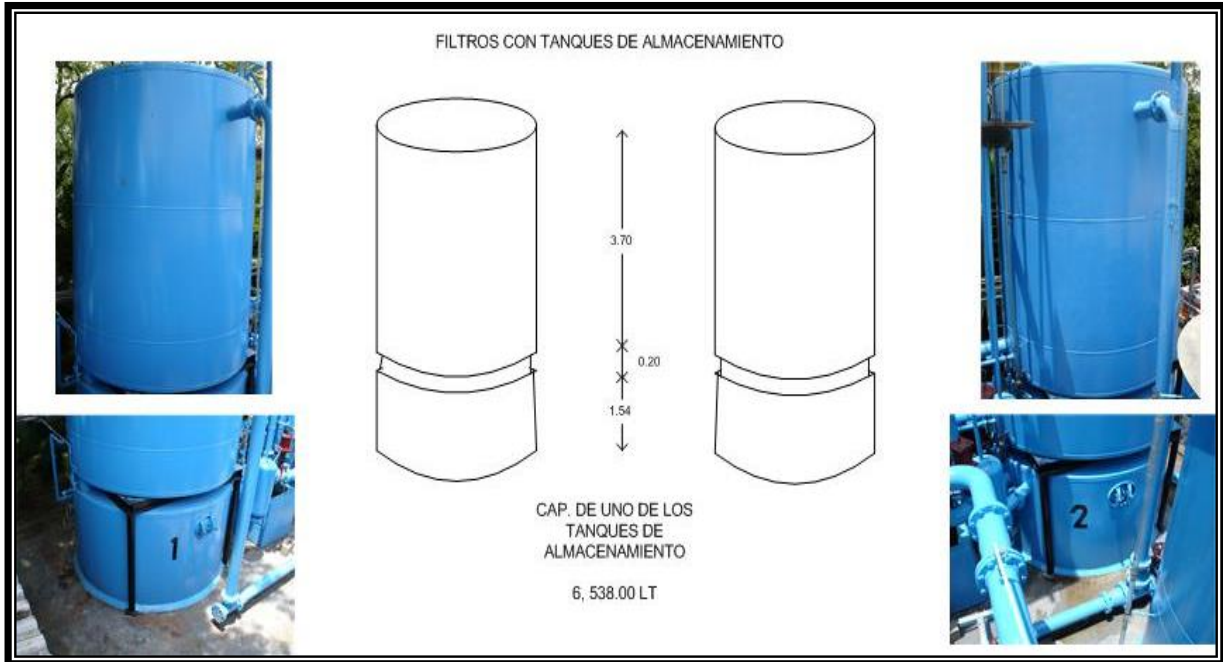 FILTROS CON TANQUES DE ALMACENAMIENTO
3.70
0.20
1.54
1
2
CAP. DE UNO DE LOS
TANQUES DE
ALMACENAMIENTO
6, 538.00 LT